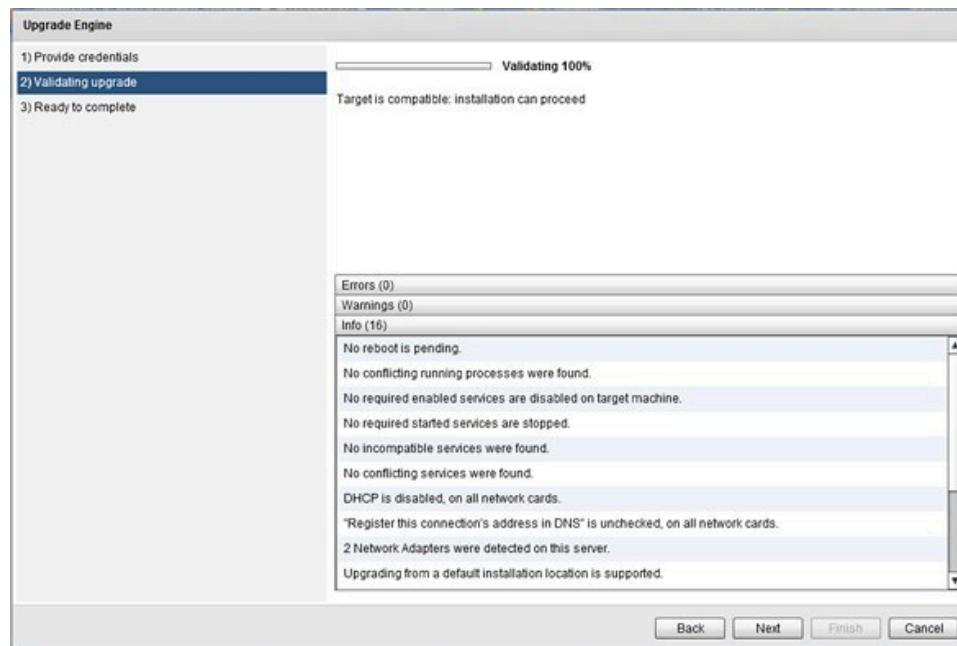 Upgrade Engine
1) Provide credentials
2) Validating upgrade
3) Ready to complete
Validating 100%
Target is compatible: installation can proceed
Errors (0)
Warnings (0)
Info (16)
No reboot is pending.
No conflicting running processes were found.
No required enabled services are disabled on target machine.
No required started services are stopped.
No incompatible services were found.
No conflicting services were found.
DHCP is disabled, on all network cards.
"Register this connection's address in DNS" is unchecked, on all network cards.
2 Network Adapters were detected on this server.
Upgrading from a default installation location is supported.
Back
Next
Finish
Cancel